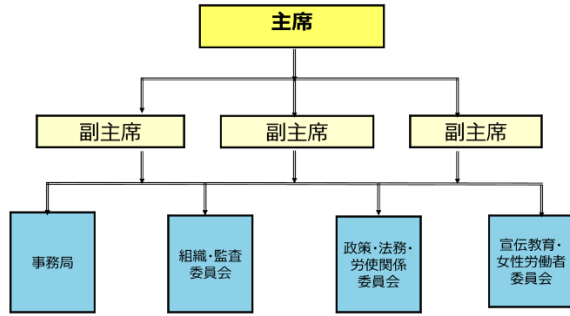 主席
副主席
副主席
副主席
事務局
組織・監査
委員会
政策・法務・
労使関係
委員会
宣伝教育・
女性労働者
委員会